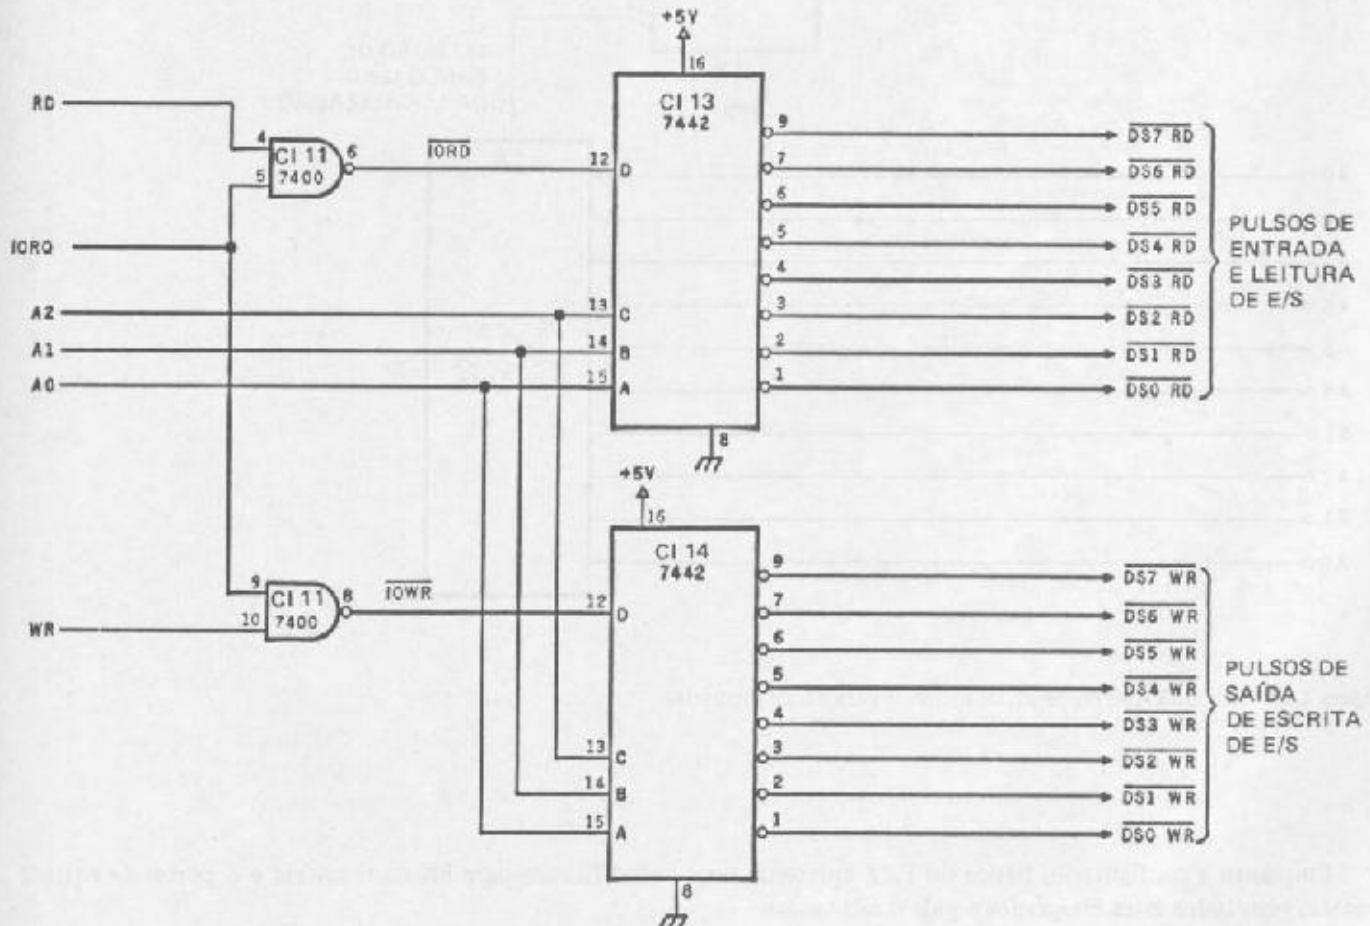 +5V
16
CI 13
7442
RD
4
CI 11
7400
5
6
IORD
12
D
9
DS7 RD
7
DS6 RD
6
DS5 RD
5
DS4 RD
4
DS3 RD
3
DS2 RD
2
DS1 RD
1
DS0 RD
PULSOS DE
ENTRADA
E LEITURA
DE E/S
IORQ
A2
13
C
A1
14
B
A0
15
A
8
+5V
16
CI 14
7442
9
CI 11
7400
10
8
IOWR
12
D
WR
9
DS7 WR
7
DS6 WR
6
DS5 WR
5
DS4 WR
4
DS3 WR
3
DS2 WR
2
DS1 WR
1
DS0 WR
PULSOS DE
SAÍDA
DE ESCRITA
DE E/S
13
C
14
B
15
A
8